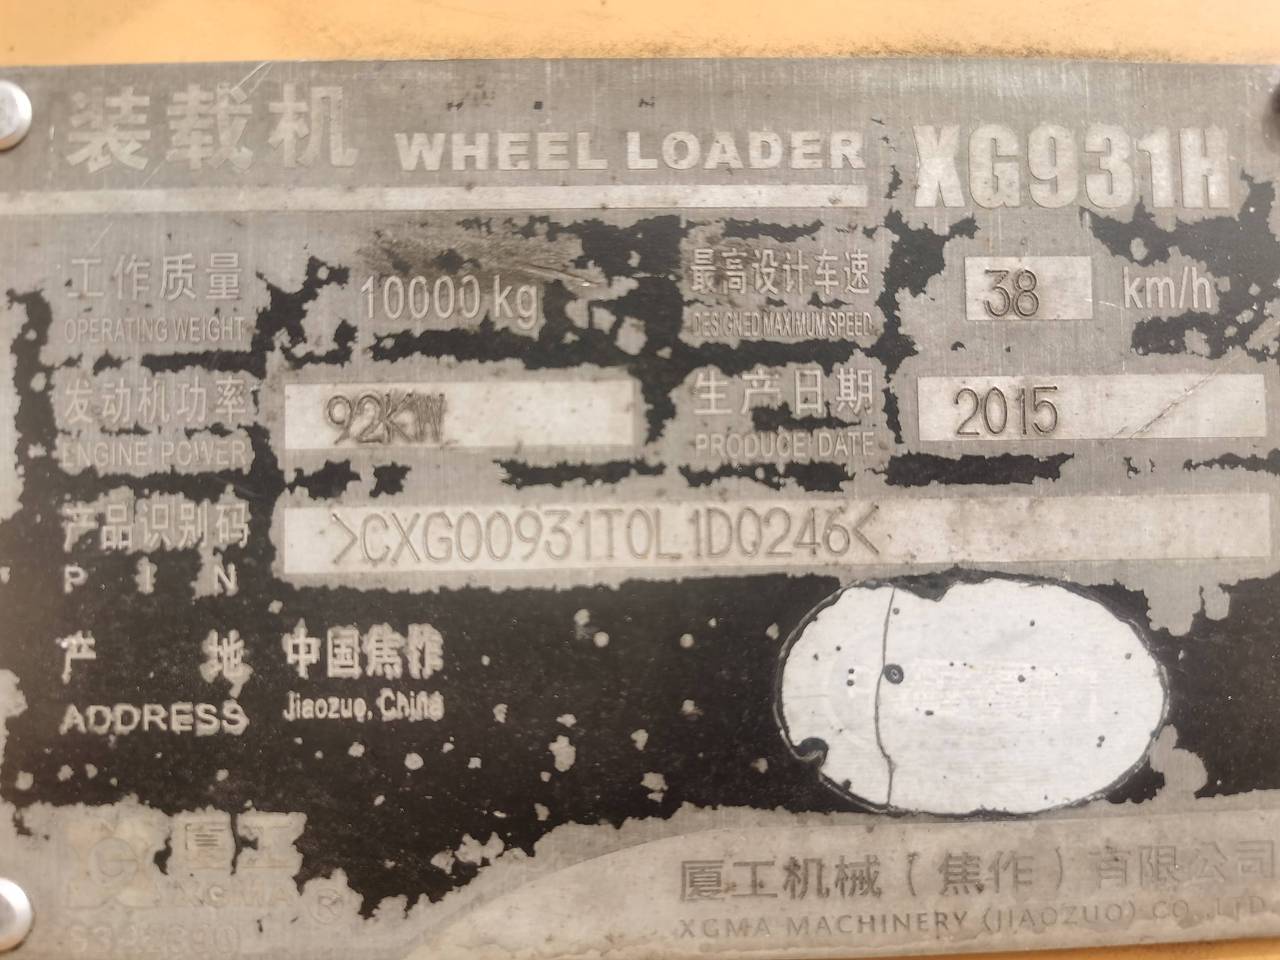 装载机 WHEEL LOADER XG931H
工作质量 10000 kg 最高设计车速 38 km/h
OPERATING WEIGHT DESIGNED MAXIMUM SPEED
发动机功率 92KW 生产日期 2015
ENGINE POWER PRODUCE DATE
产品识别码 >CXG00931T0L1D0246<
P I N
产 地 中国焦作
ADDRESS Jiaozuo, China
厦工
XGMA ®
厦工机械（焦作）有限公司
XGMA MACHINERY (JIAOZUO) CO., LTD.